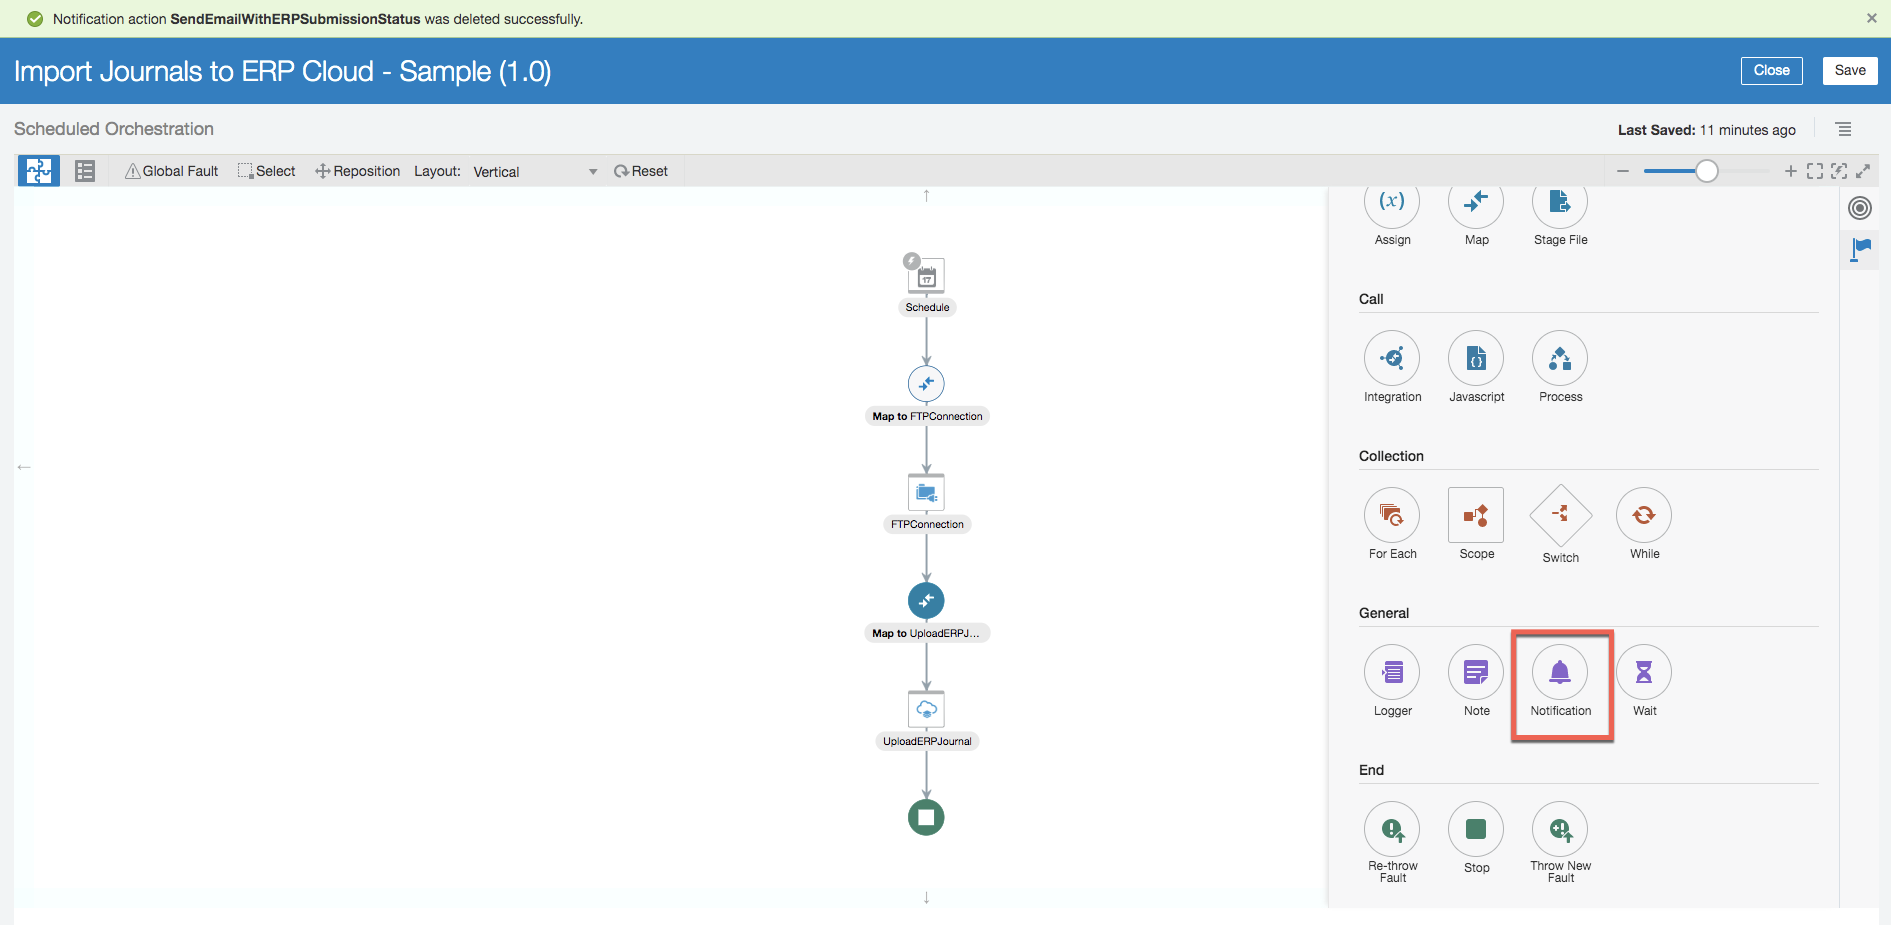 Notification action SendEmailWithERPSubmissionStatus was deleted successfully.
Import Journals to ERP Cloud - Sample (1.0)
Close
Save
Scheduled Orchestration
Last Saved: 11 minutes ago
Global Fault
Select
Reposition
Layout:
Vertical
Reset
(x)
Assign
Map
Stage File
17
Schedule
Map to FTPConnection
FTPConnection
Map to UploadERPJ...
UploadERPJournal
Call
Integration
Javascript
Process
Collection
For Each
Scope
Switch
While
General
Logger
Note
Notification
Wait
End
Re-throw
Fault
Stop
Throw New
Fault